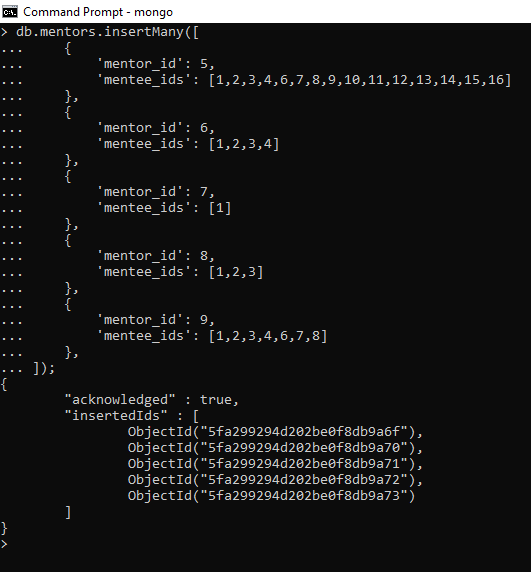 Command Prompt - mongo
> db.mentors.insertMany([
...     {
...         'mentor_id': 5,
...         'mentee_ids': [1,2,3,4,6,7,8,9,10,11,12,13,14,15,16]
...     },
...     {
...         'mentor_id': 6,
...         'mentee_ids': [1,2,3,4]
...     },
...     {
...         'mentor_id': 7,
...         'mentee_ids': [1]
...     },
...     {
...         'mentor_id': 8,
...         'mentee_ids': [1,2,3]
...     },
...     {
...         'mentor_id': 9,
...         'mentee_ids': [1,2,3,4,6,7,8]
...     },
... ]);
{
        "acknowledged" : true,
        "insertedIds" : [
                ObjectId("5fa299294d202be0f8db9a6f"),
                ObjectId("5fa299294d202be0f8db9a70"),
                ObjectId("5fa299294d202be0f8db9a71"),
                ObjectId("5fa299294d202be0f8db9a72"),
                ObjectId("5fa299294d202be0f8db9a73")
        ]
}
>